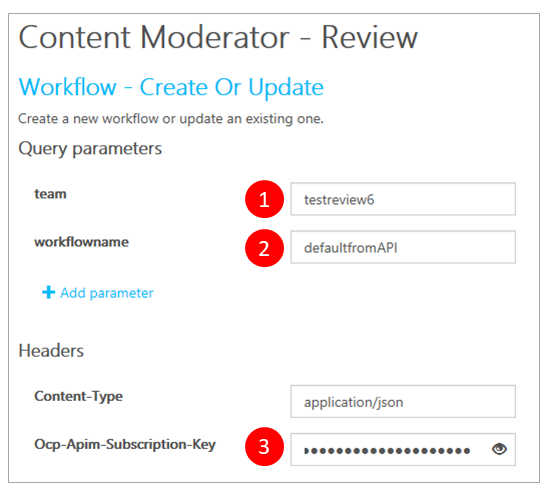 Content Moderator - Review
Workflow - Create Or Update
Create a new workflow or update an existing one.
Query parameters
team 1 testreview6
workflowname 2 defaultfromAPI
+ Add parameter
Headers
Content-Type application/json
Ocp-Apim-Subscription-Key 3 ••••••••••••••••••••